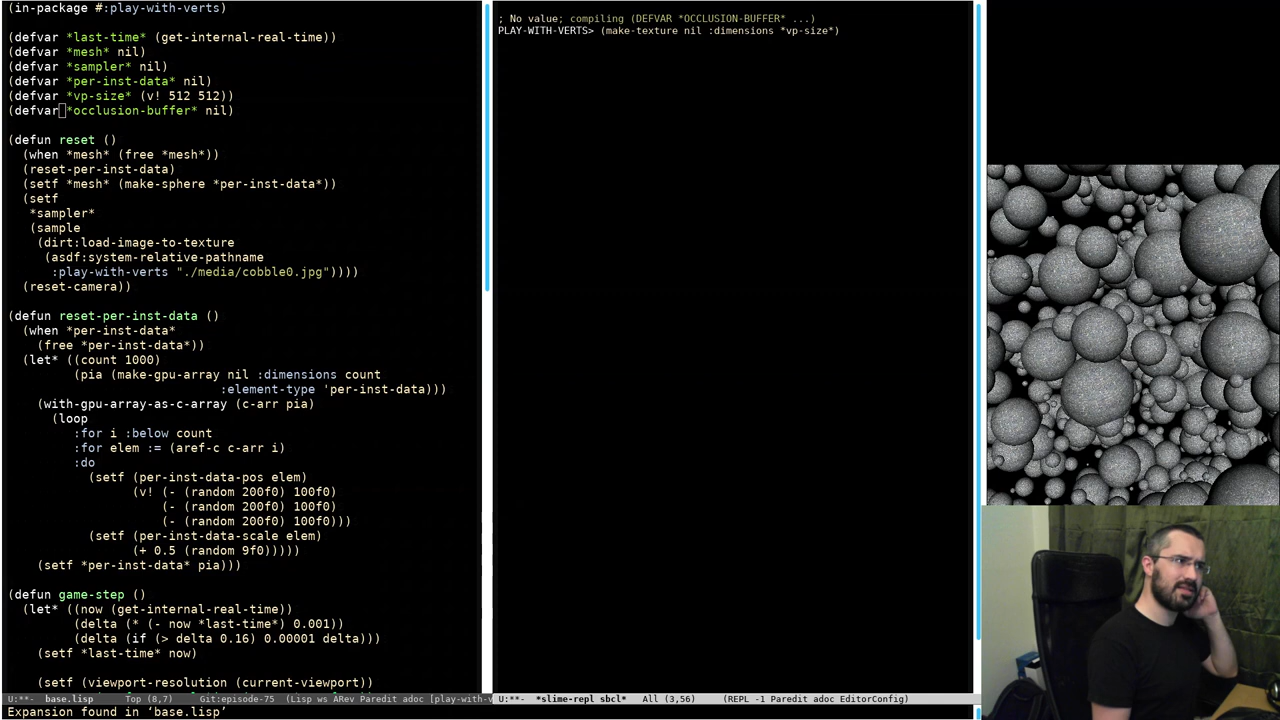 (in-package #:play-with-verts)
(defvar *last-time* (get-internal-real-time))
(defvar *mesh* nil)
(defvar *sampler* nil)
(defvar *per-inst-data* nil)
(defvar *vp-size* (v! 512 512))
(defvar *occlusion-buffer* nil)
(defun reset ()
  (when *mesh* (free *mesh*))
  (reset-per-inst-data)
  (setf *mesh* (make-sphere *per-inst-data*))
  (setf
   *sampler*
   (sample
    (dirt:load-image-to-texture
     (asdf:system-relative-pathname
      :play-with-verts "./media/cobble0.jpg"))))
  (reset-camera))
(defun reset-per-inst-data ()
  (when *per-inst-data*
    (free *per-inst-data*))
  (let* ((count 1000)
         (pia (make-gpu-array nil :dimensions count
                              :element-type 'per-inst-data)))
    (with-gpu-array-as-c-array (c-arr pia)
      (loop
         :for i :below count
         :for elem := (aref-c c-arr i)
         :do
           (setf (per-inst-data-pos elem)
                 (v! (- (random 200f0) 100f0)
                     (- (random 200f0) 100f0)
                     (- (random 200f0) 100f0)))
           (setf (per-inst-data-scale elem)
                 (+ 0.5 (random 9f0)))))
    (setf *per-inst-data* pia)))
(defun game-step ()
  (let* ((now (get-internal-real-time))
         (delta (* (- now *last-time*) 0.001))
         (delta (if (> delta 0.16) 0.00001 delta)))
    (setf *last-time* now)
    (setf (viewport-resolution (current-viewport))
U:**-  base.lisp      Top (8,7)     Git:episode-75  (Lisp ws ARev Paredit adoc [play-with-v
Expansion found in ‘base.lisp’
; No value; compiling (DEFVAR *OCCLUSION-BUFFER* ...)
PLAY-WITH-VERTS> (make-texture nil :dimensions *vp-size*)
U:**-  *slime-repl sbcl*   All (3,56)     (REPL -1 Paredit adoc EditorConfig)